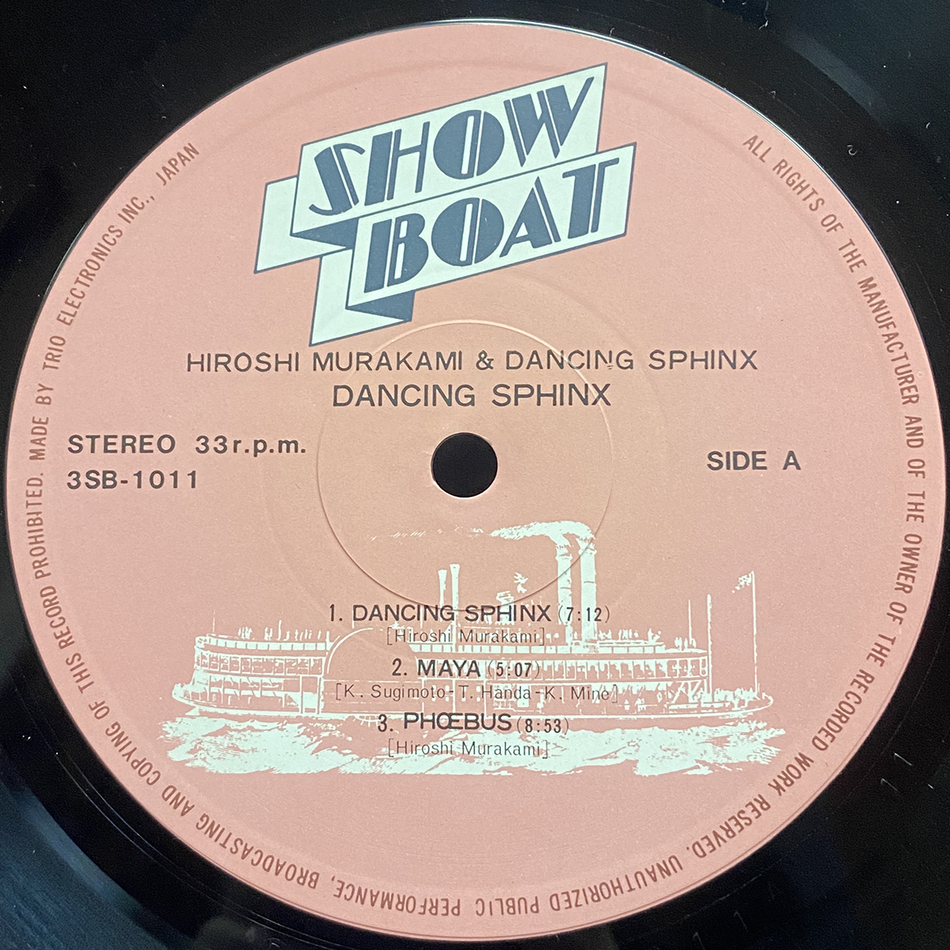 SHOW
BOAT
HIROSHI MURAKAMI & DANCING SPHINX
DANCING SPHINX
STEREO 33r.p.m.
3SB-1011
SIDE A
1. DANCING SPHINX (7:12)
[Hiroshi Murakami]
2. MAYA (5:07)
[K. Sugimoto-T. Handa-K. Mino]
3. PHŒBUS (8:53)
[Hiroshi Murakami]
ALL RIGHTS OF THE MANUFACTURER AND OF THE OWNER OF THE RECORDED WORK RESERVED. UNAUTHORIZED PUBLIC PERFORMANCE, BROADCASTING AND COPYING OF THIS RECORD PROHIBITED. MADE BY TRIO ELECTRONICS INC., JAPAN